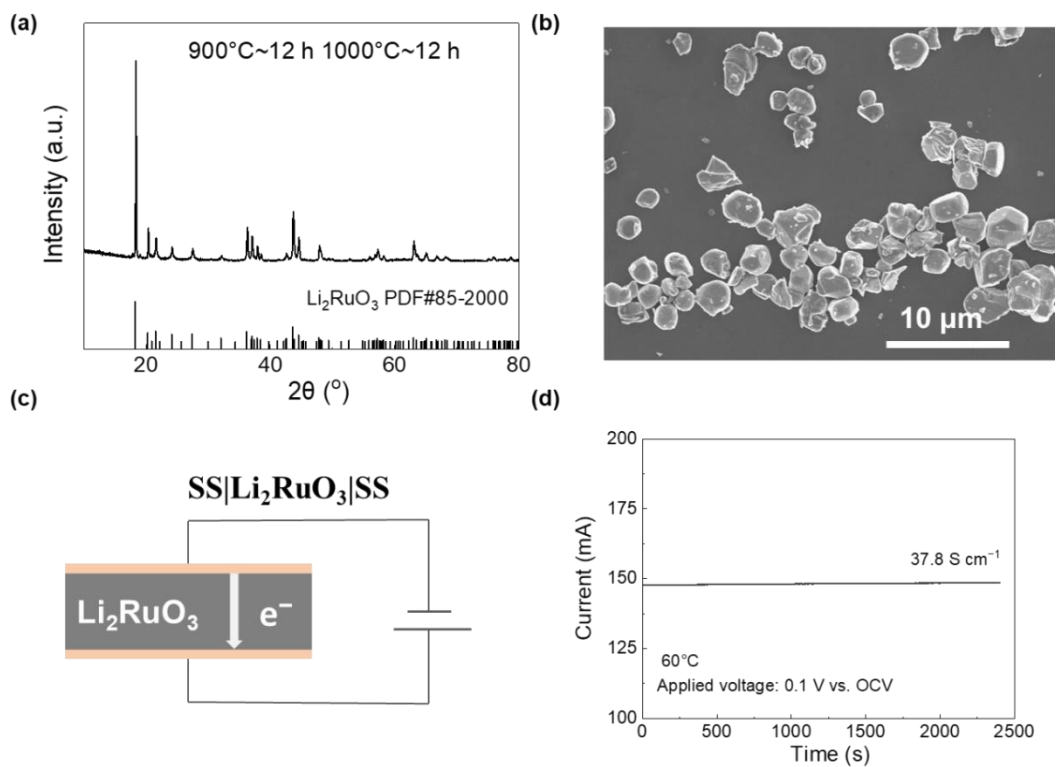 (a)
900°C~12 h 1000°C~12 h
Intensity (a.u.)
Li₂RuO₃ PDF#85-2000
20
40
60
80
2θ (°)
(b)
10 μm
(c)
SS|Li₂RuO₃|SS
Li₂RuO₃
e⁻
(d)
200
175
150
125
100
Current (mA)
37.8 S cm⁻¹
60°C
Applied voltage: 0.1 V vs. OCV
0
500
1000
1500
2000
2500
Time (s)